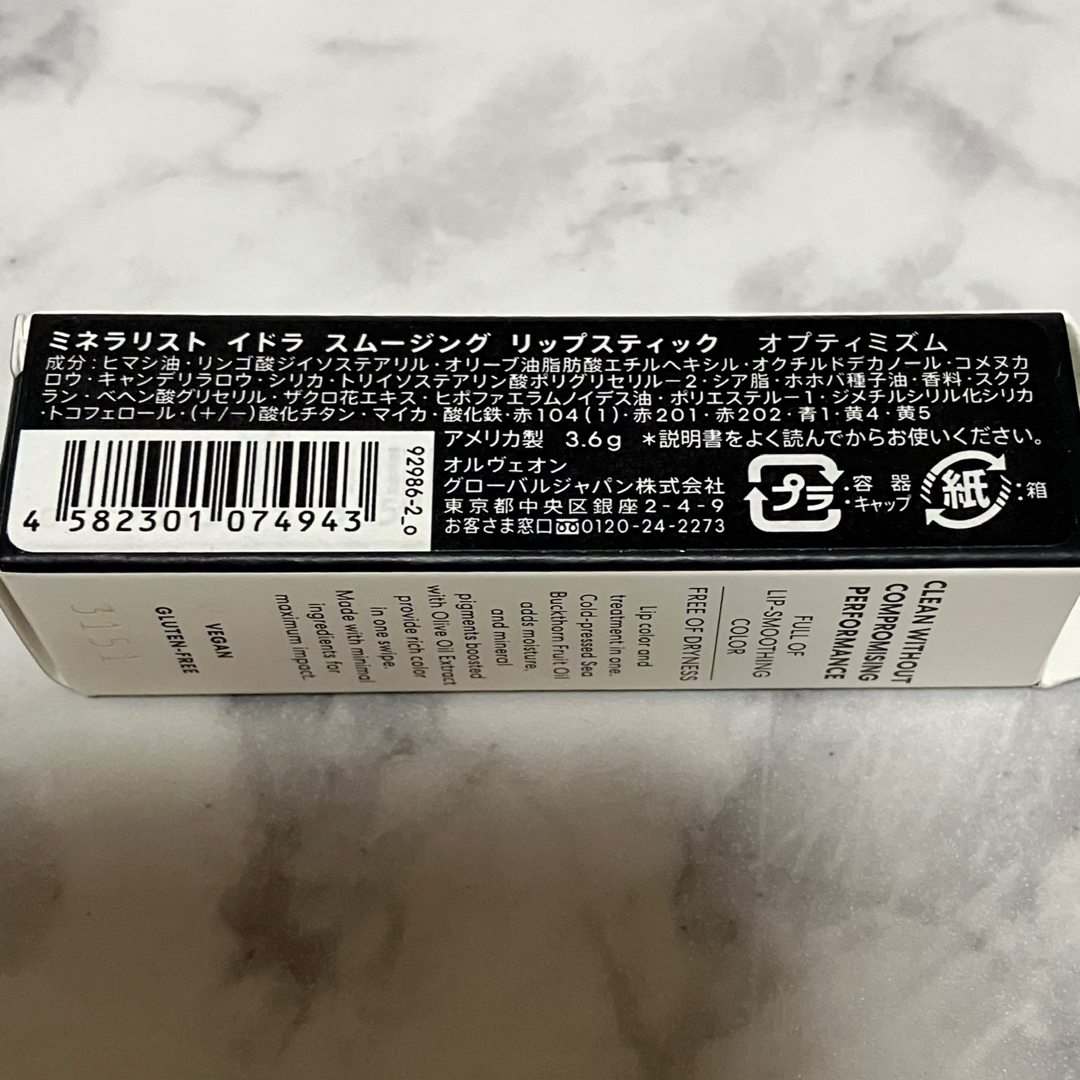 ミネラリスト イドラ スムージング リップスティック オプティミズム
成分：ヒマシ油・リンゴ酸ジイソステアリル・オリーブ油脂肪酸エチルヘキシル・オクチルドデカノール・コメヌカ
ロウ・キャンデリラロウ・シリカ・トリイソステアリン酸ポリグリセリル－2・シア脂・ホホバ種子油・香料・スクワ
ラン・ベヘン酸グリセリル・ザクロ花エキス・ヒポファエラムノイデス油・ポリエステル－1・ジメチルシリル化シリカ
・トコフェロール・(+/−)酸化チタン・マイカ・酸化鉄・赤104(1)・赤201・赤202・青1・黄4・黄5
アメリカ製 3.6g ＊説明書をよく読んでからお使いください。
オルヴェオン
グローバルジャパン株式会社
東京都中央区銀座2-4-9
お客さま窓口 0120-24-2273
プラ
：容器
キャップ
紙
：箱
92986-2_0
4 582301 074943
CLEAN WITHOUT
COMPROMISING
PERFORMANCE
FULL OF
LIP-SMOOTHING
COLOR
FREE OF DRYNESS
Lip color and
treatment in one.
Cold-pressed Sea
Buckthorn Fruit Oil
adds moisture,
and mineral
pigments boosted
with Olive Oil Extract
provide rich color
in one swipe.
Made with minimal
ingredients for
maximum impact.
VEGAN
GLUTEN-FREE
3151